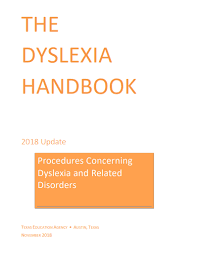 THE
DYSLEXIA
HANDBOOK
2018 Update
Procedures Concerning
Dyslexia and Related
Disorders
TEXAS EDUCATION AGENCY • AUSTIN, TEXAS
NOVEMBER 2018